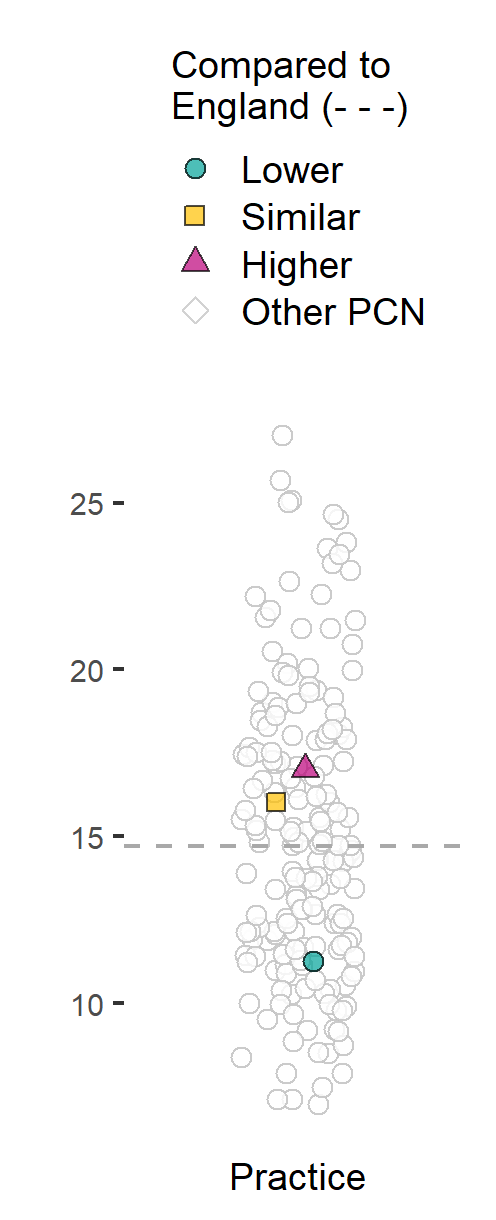 Compared to
England (- - -)
Lower
Similar
Higher
Other PCN
25
20
15
10
Practice